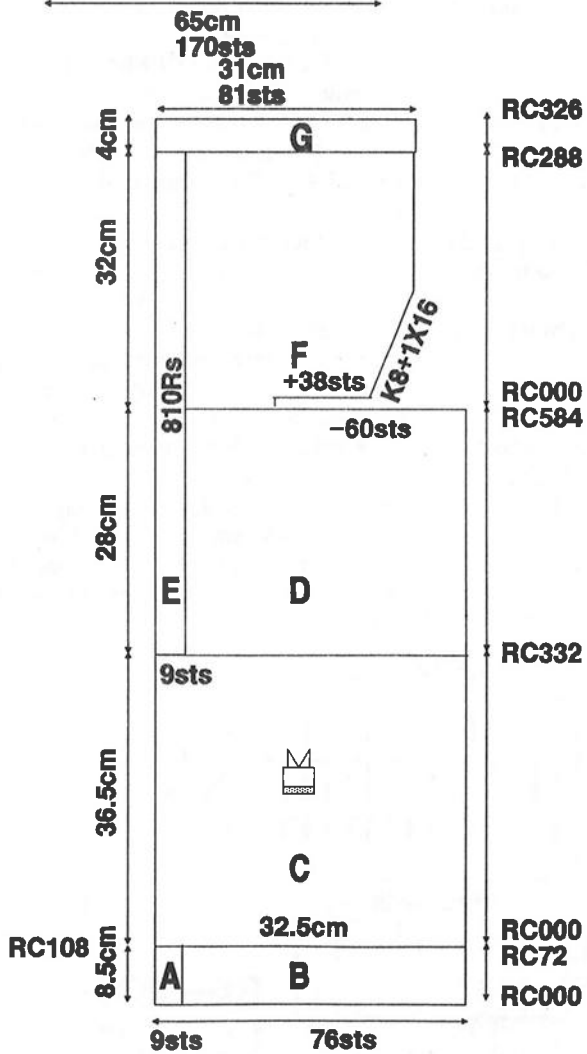 65cm
170sts
31cm
81sts
RC326
4cm
G
RC288
32cm
K8+1X16
F
+38sts
810Rs
RC000
RC584
-60sts
28cm
E
D
RC332
9sts
36.5cm
C
32.5cm
RC000
RC108
RC72
8.5cm
A
B
RC000
9sts
76sts